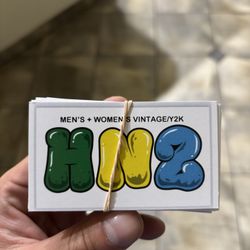 MEN'S + WOMEN'S VINTAGE/Y2K
HN2